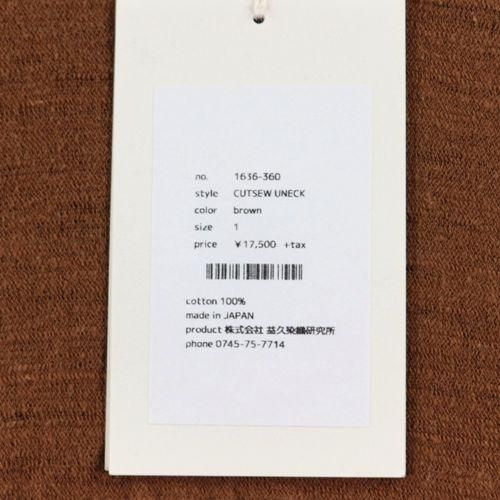 no. 1636-360
style CUTSEW UNECK
color brown
size 1
price ¥17,500 +tax
cotton 100%
made in JAPAN
product 株式会社 益久染織研究所
phone 0745-75-7714